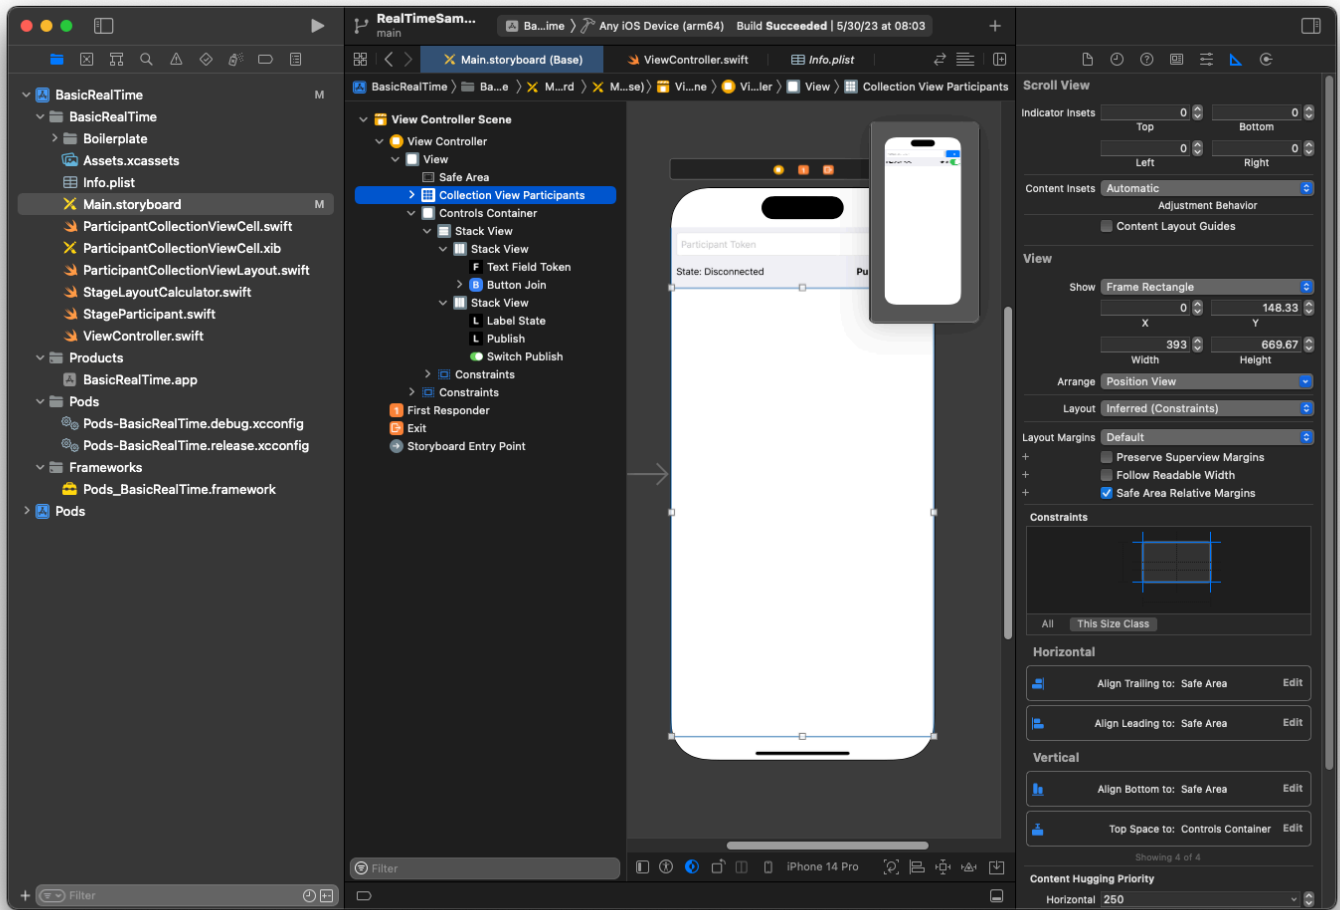 RealTimeSam...
main
Ba...ime 〉 Any iOS Device (arm64) Build Succeeded | 5/30/23 at 08:03
Main.storyboard (Base)
ViewController.swift
Info.plist
BasicRealTime 〉 Ba...e 〉 M...rd 〉 M...se) 〉 Vi...ne 〉 Vi...ler 〉 View 〉 Collection View Participants
BasicRealTime M
BasicRealTime
Boilerplate
Assets.xcassets
Info.plist
Main.storyboard M
ParticipantCollectionViewCell.swift
ParticipantCollectionViewCell.xib
ParticipantCollectionViewLayout.swift
StageLayoutCalculator.swift
StageParticipant.swift
ViewController.swift
Products
BasicRealTime.app
Pods
Pods-BasicRealTime.debug.xcconfig
Pods-BasicRealTime.release.xcconfig
Frameworks
Pods_BasicRealTime.framework
Pods
Filter
View Controller Scene
View Controller
View
Safe Area
Collection View Participants
Controls Container
Stack View
Stack View
F Text Field Token
B Button Join
Stack View
L Label State
L Publish
Switch Publish
Constraints
Constraints
1 First Responder
Exit
Storyboard Entry Point
Filter
Participant Token
State: Disconnected Pu
iPhone 14 Pro
Scroll View
Indicator Insets 0 0
Top Bottom
0 0
Left Right
Content Insets Automatic
Adjustment Behavior
Content Layout Guides
View
Show Frame Rectangle
0 148.33
X Y
393 669.67
Width Height
Arrange Position View
Layout Inferred (Constraints)
Layout Margins Default
+ Preserve Superview Margins
+ Follow Readable Width
+ Safe Area Relative Margins
Constraints
All This Size Class
Horizontal
Align Trailing to: Safe Area Edit
Align Leading to: Safe Area Edit
Vertical
Align Bottom to: Safe Area Edit
Top Space to: Controls Container Edit
Showing 4 of 4
Content Hugging Priority
Horizontal 250